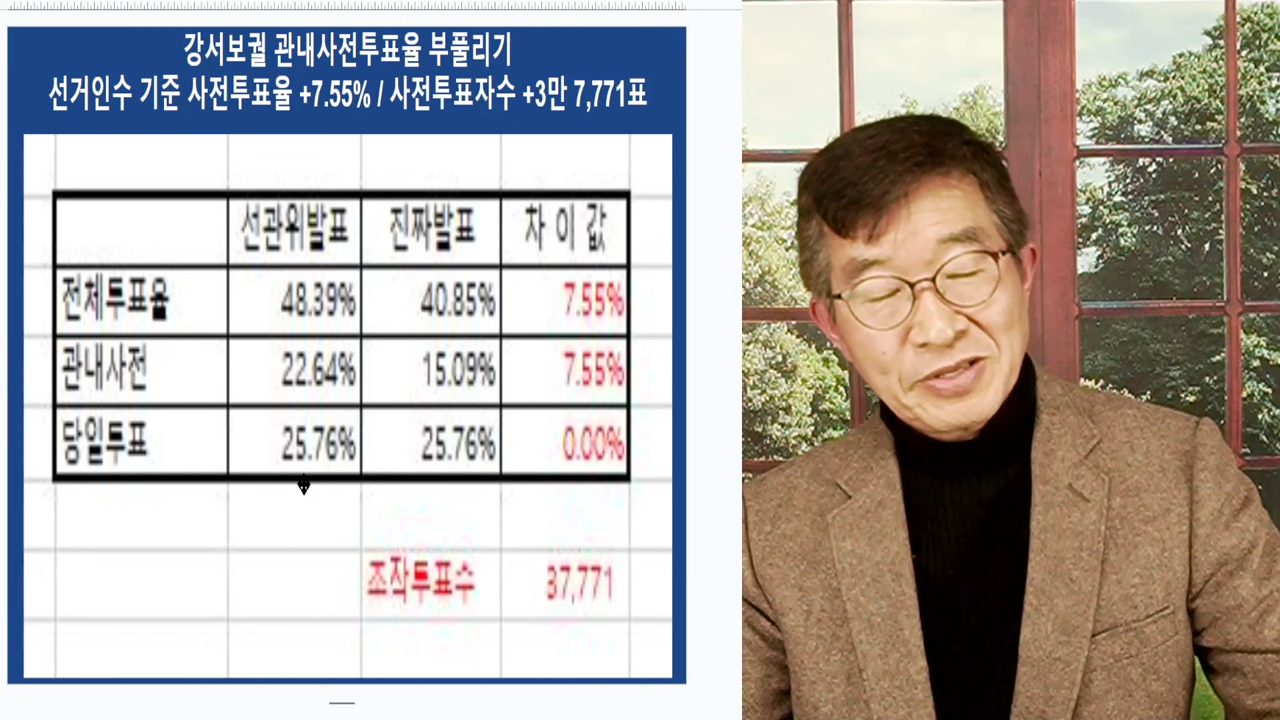 강서보궐 관내사전투표율 부풀리기
선거인수 기준 사전투표율 +7.55% / 사전투표자수 +3만 7,771표
선관위발표 진짜발표 차 이 값
전체투표율 48.39% 40.85% 7.55%
관내사전 22.64% 15.09% 7.55%
당일투표 25.76% 25.76% 0.00%
조작투표수 37,771